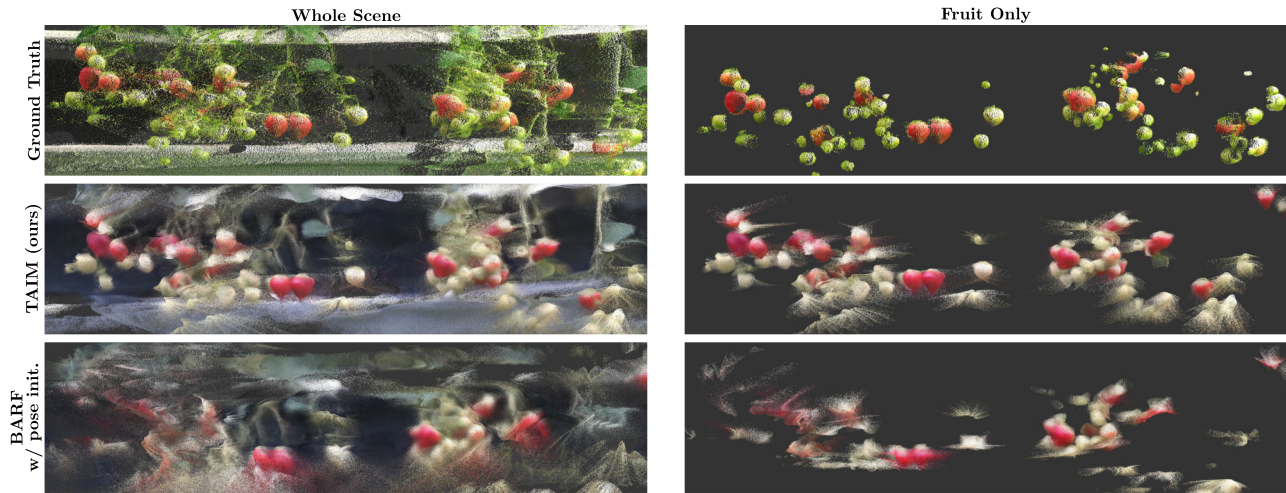 Whole Scene
Fruit Only
Ground Truth
TAIM (ours)
BARF
w/ pose init.